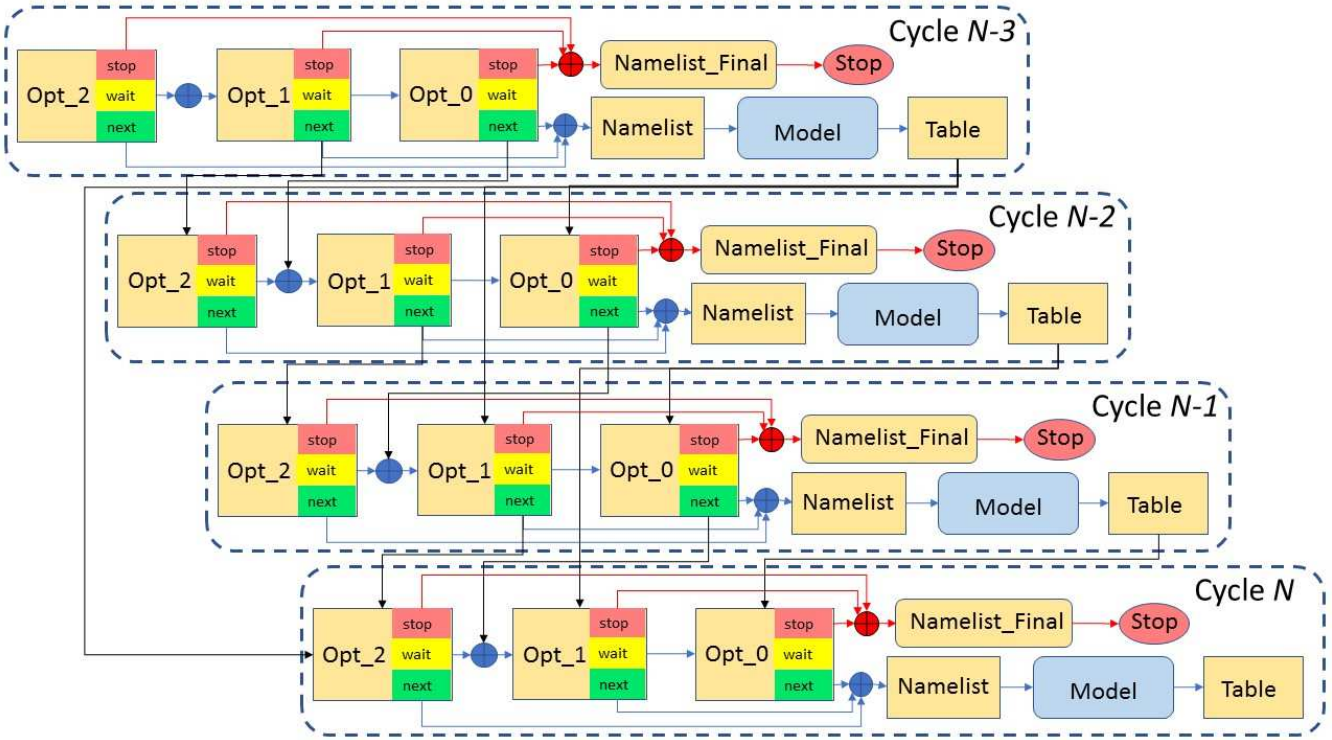 Cycle N-3
stop stop stop Namelist_Final Stop
Opt_2 wait Opt_1 wait Opt_0 wait
next next next Namelist Model Table
Cycle N-2
stop stop stop Namelist_Final Stop
Opt_2 wait Opt_1 wait Opt_0 wait
next next next Namelist Model Table
Cycle N-1
stop stop stop Namelist_Final Stop
Opt_2 wait Opt_1 wait Opt_0 wait
next next next Namelist Model Table
Cycle N
stop stop stop Namelist_Final Stop
Opt_2 wait Opt_1 wait Opt_0 wait
next next next Namelist Model Table